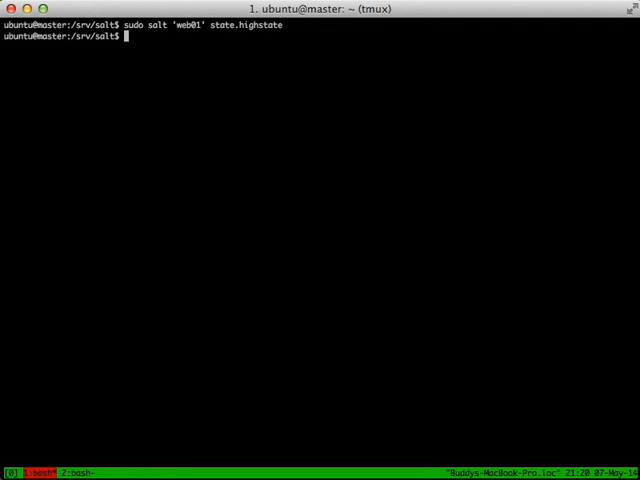 1. ubuntu@master: ~ (tmux)
ubuntu@master:/srv/salt$ sudo salt 'web01' state.highstate
ubuntu@master:/srv/salt$
[0] 1:bash* 2:bash- "Buddys-MacBook-Pro.loc" 21:20 07-May-14